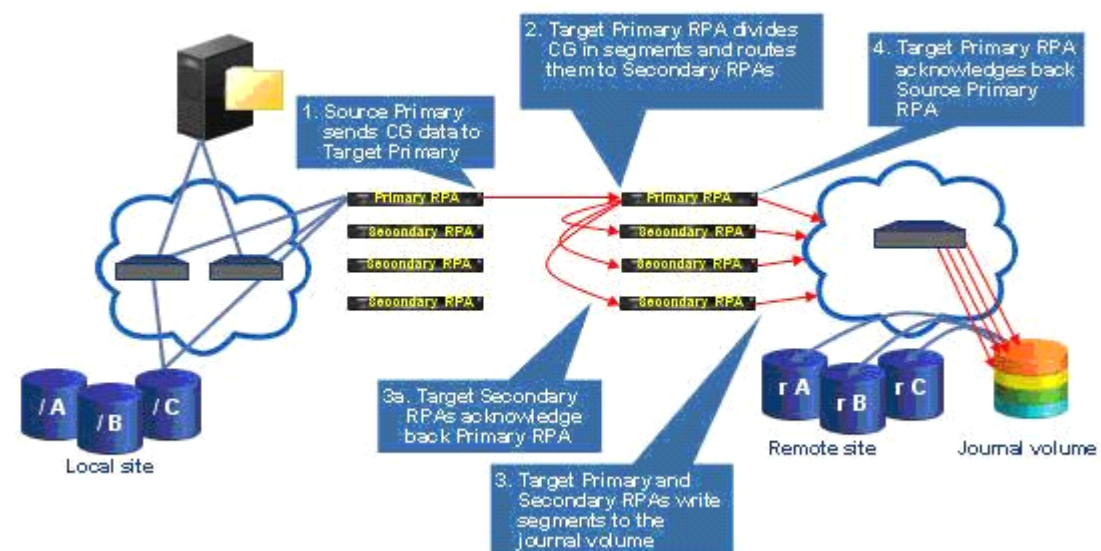 2. Target Primary RPA divides
CG in segments and routes
them to Secondary RPAs
4. Target Primary RPA
acknowledges back
Source Primary
RPA
1. Source Primary
sends CG data to
Target Primary
Primary RPA
Primary RPA
Secondary RPA
Secondary RPA
Secondary RPA
Secondary RPA
Secondary RPA
Secondary RPA
/A
/B
/C
Local site
3a. Target Secondary
RPAs acknowledge
back Primary RPA
r A
r B
r C
Remote site
Journal volume
3. Target Primary and
Secondary RPAs write
segments to the
journal volume